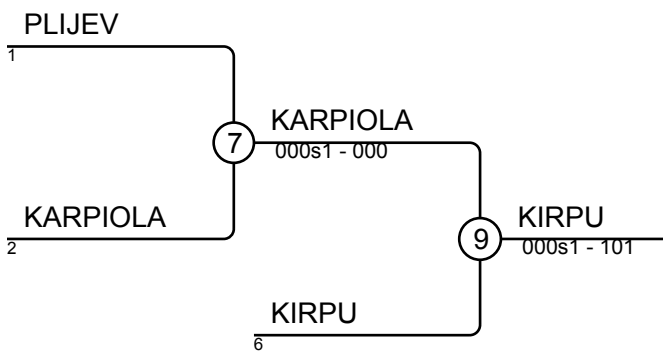 PLIJEV
1
KARPIOLA
7
000s1 - 000
KARPIOLA
2
KIRPU
9
000s1 - 101
KIRPU
6